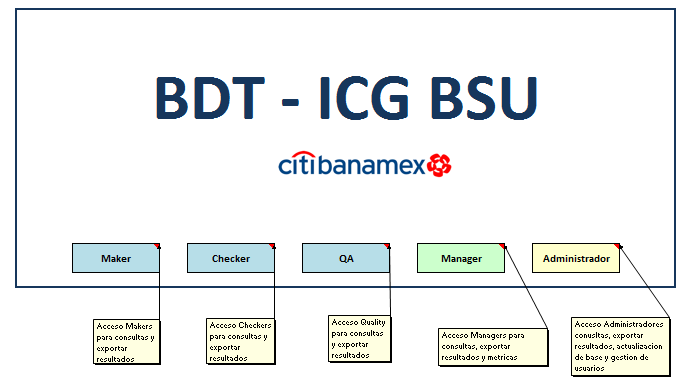 BDT - ICG BSU
citibanamex
Maker
Checker
QA
Manager
Administrador
Acceso Makers
para consultas y
exportar
resultados
Acceso Checkers
para consultas y
exportar
resultados
Acceso Quality
para consultas
y exportar
resultados
Acceso Managers para
consultas, exportar
resultados y metricas
Acceso Administradores
conusltas, exportar
resultados, actualizacion
de base y gestion de
usuarios